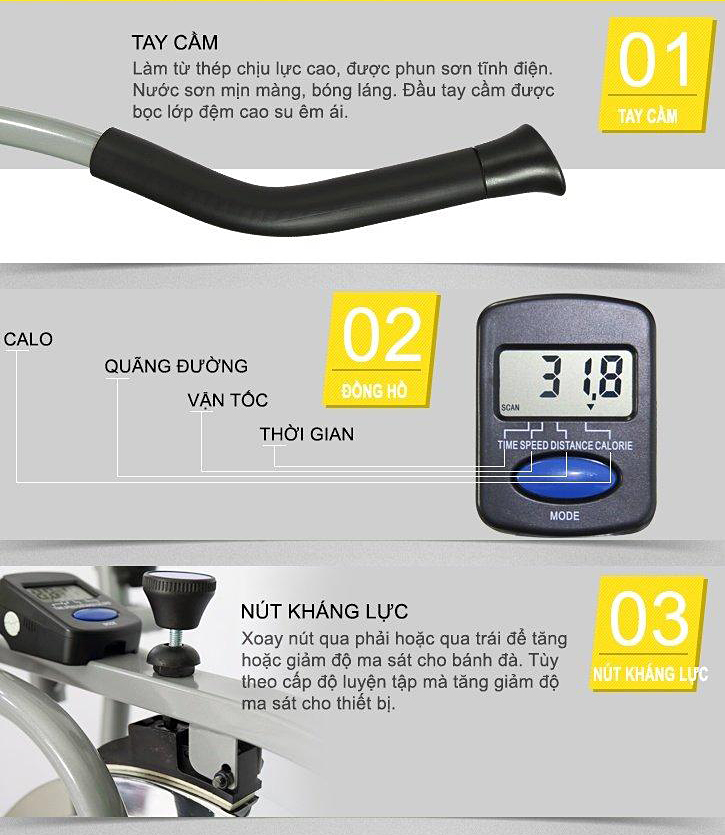 TAY CẦM
Làm từ thép chịu lực cao, được phun sơn tĩnh điện.
Nước sơn mịn màng, bóng láng. Đầu tay cầm được
bọc lớp đệm cao su êm ái.
01
TAY CẦM
CALO
QUÃNG ĐƯỜNG
VẬN TỐC
THỜI GIAN
02
ĐỒNG HỒ
31,8
SCAN
TIME SPEED DISTANCE CALORIE
MODE
NÚT KHÁNG LỰC
Xoay nút qua phải hoặc qua trái để tăng
hoặc giảm độ ma sát cho bánh đà. Tùy
theo cấp độ luyện tập mà tăng giảm độ
ma sát cho thiết bị.
03
NÚT KHÁNG LỰC